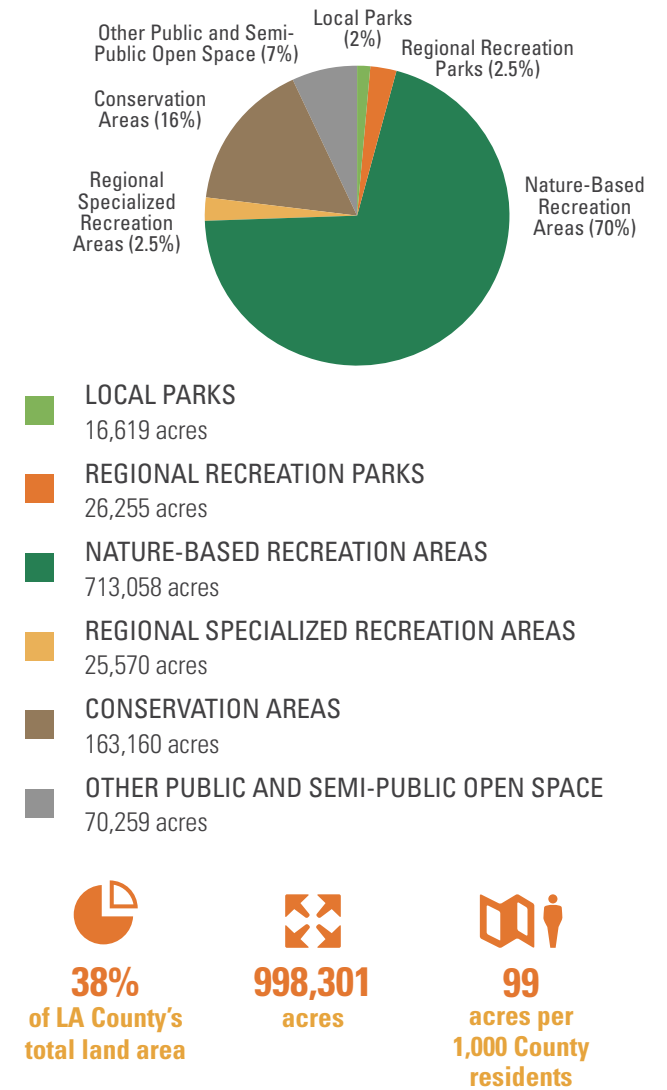 Local Parks
(2%)
Other Public and Semi-
Public Open Space (7%)
Regional Recreation
Parks (2.5%)
Conservation
Areas (16%)
Regional
Specialized
Recreation
Areas (2.5%)
Nature-Based
Recreation
Areas (70%)
LOCAL PARKS
16,619 acres
REGIONAL RECREATION PARKS
26,255 acres
NATURE-BASED RECREATION AREAS
713,058 acres
REGIONAL SPECIALIZED RECREATION AREAS
25,570 acres
CONSERVATION AREAS
163,160 acres
OTHER PUBLIC AND SEMI-PUBLIC OPEN SPACE
70,259 acres
38%
of LA County's
total land area
998,301
acres
99
acres per
1,000 County
residents